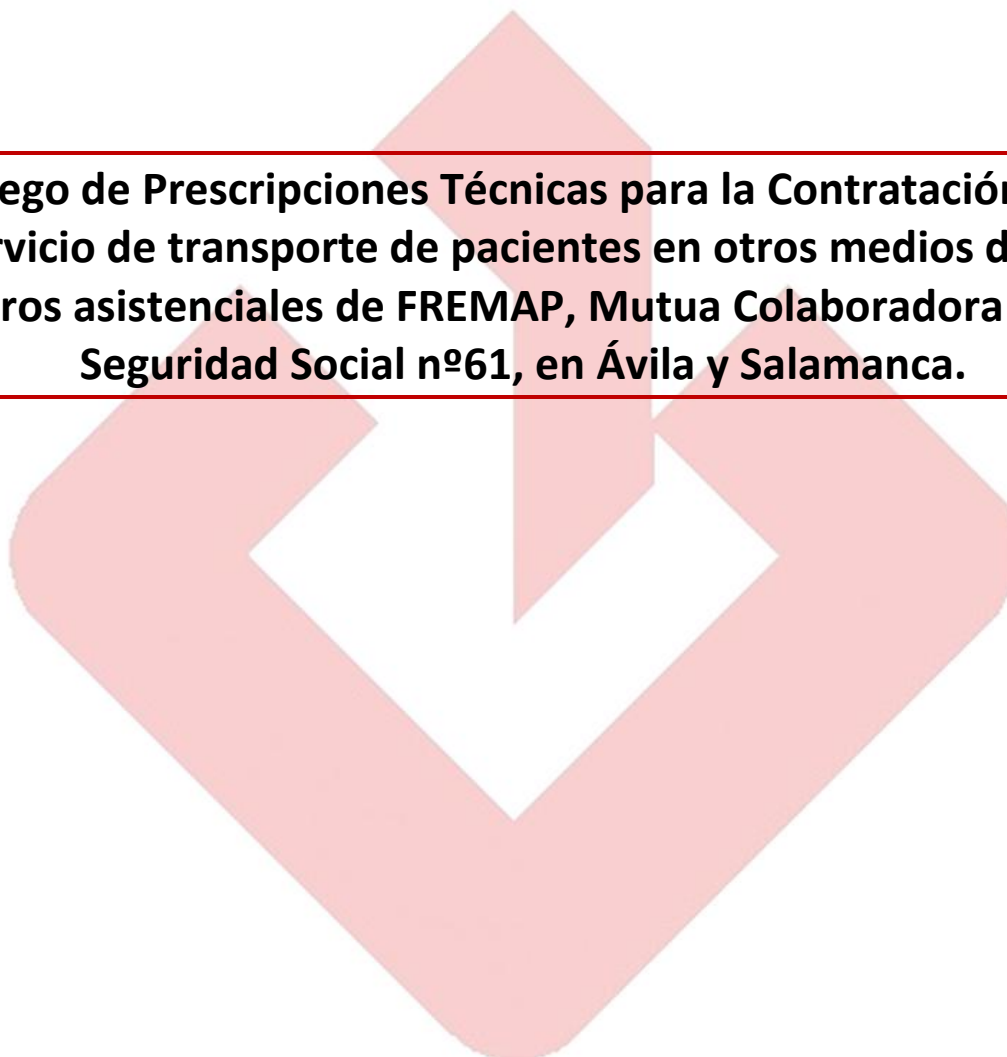 ego de Prescripciones Técnicas para la Contratación
rvicio de transporte de pacientes en otros medios d
ros asistenciales de FREMAP, Mutua Colaboradora
Seguridad Social nº61, en Ávila y Salamanca.